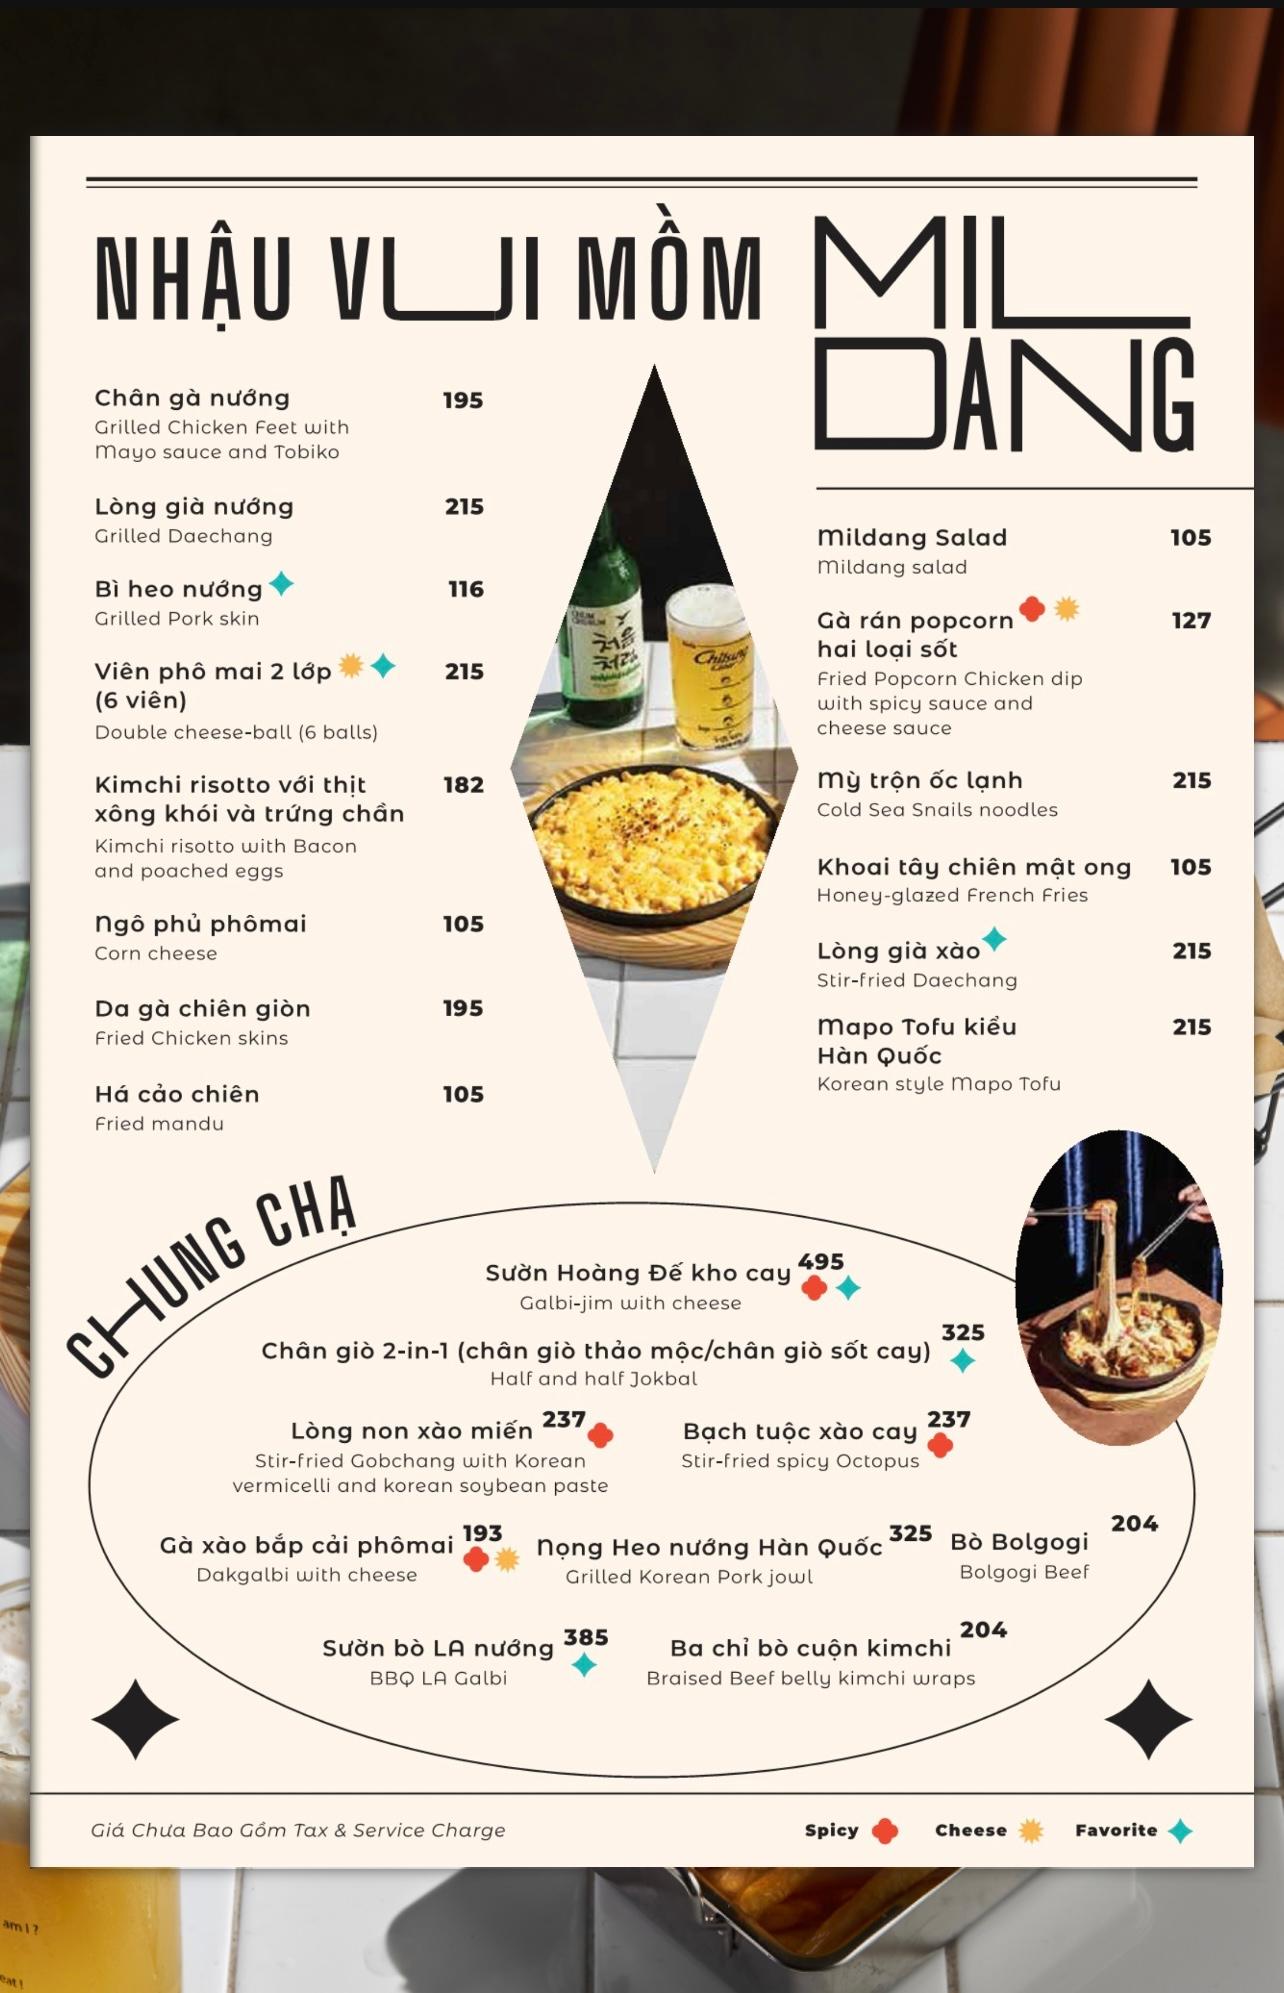 NHẬU VUI MỒM
Chân gà nướng 195
Grilled Chicken Feet with
Mayo sauce and Tobiko
Lòng già nướng 215
Grilled Daechang
Bì heo nướng 116
Grilled Pork skin
Viên phô mai 2 lớp 215
(6 viên)
Double cheese-ball (6 balls)
Kimchi risotto với thịt 182
xông khói và trứng chần
Kimchi risotto with Bacon
and poached eggs
Ngô phủ phômai 105
Corn cheese
Da gà chiên giòn 195
Fried Chicken skins
Há cảo chiên 105
Fried mandu
처음
처럼
MIL
DANG
Mildang Salad 105
Mildang salad
Gà rán popcorn 127
hai loại sốt
Fried Popcorn Chicken dip
with spicy sauce and
cheese sauce
Mỳ trộn ốc lạnh 215
Cold Sea Snails noodles
Khoai tây chiên mật ong 105
Honey-glazed French Fries
Lòng già xào 215
Stir-fried Daechang
Mapo Tofu kiểu 215
Hàn Quốc
Korean style Mapo Tofu
CHUNG CHẠ
Sườn Hoàng Đế kho cay 495
Galbi-jim with cheese
Chân giò 2-in-1 (chân giò thảo mộc/chân giò sốt cay) 325
Half and half Jokbal
Lòng non xào miến 237
Stir-fried Gobchang with Korean
vermicelli and korean soybean paste
Bạch tuộc xào cay 237
Stir-fried spicy Octopus
Gà xào bắp cải phômai 193
Dakgalbi with cheese
Nọng Heo nướng Hàn Quốc 325
Grilled Korean Pork jowl
Bò Bolgogi 204
Bolgogi Beef
Sườn bò LA nướng 385
BBQ LA Galbi
Ba chỉ bò cuộn kimchi 204
Braised Beef belly kimchi wraps
Giá Chưa Bao Gồm Tax & Service Charge
Spicy Cheese Favorite
am I ?
eat !